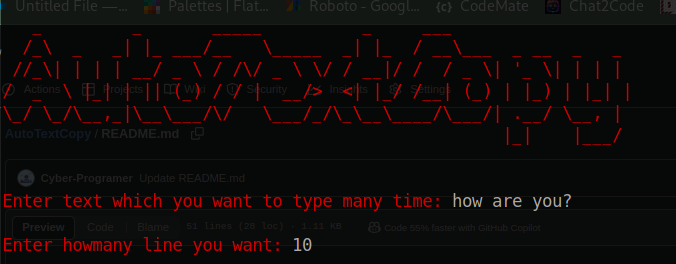 Untitled File —...
Palettes | Flat...
Roboto - Googl...
{c} CodeMate
Chat2Code
AutoTextCopy
Actions Projects Wiki Security Insights Settings
AutoTextCopy / README.md
Cyber-Programer Update README.md
Enter text which you want to type many time: how are you?
Preview Code Blame 51 lines (29 loc) · 1.11 KB Code 55% faster with GitHub Copilot
Enter howmany line you want: 10